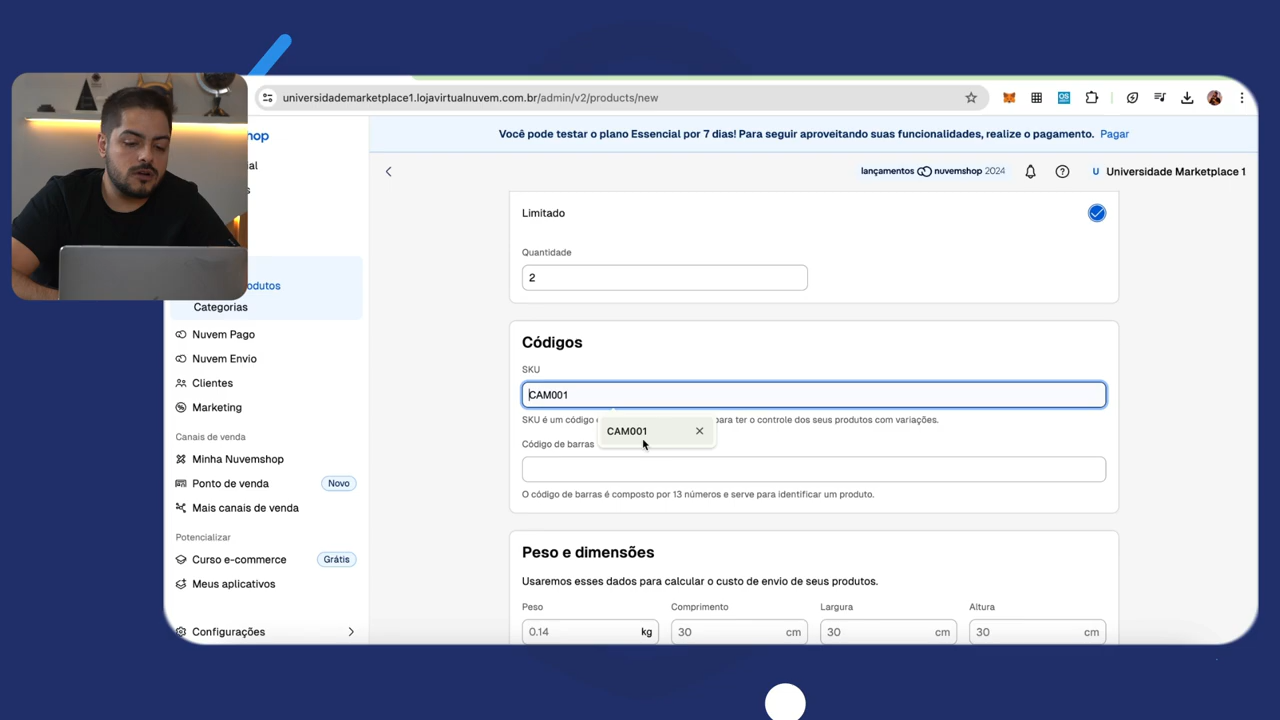 universidademarketplace1.lojavirtualnuvem.com.br/admin/v2/products/new
Você pode testar o plano Essencial por 7 dias! Para seguir aproveitando suas funcionalidades, realize o pagamento. Pagar
lançamentos nuvemshop 2024
U Universidade Marketplace 1
Categorias
Nuvem Pago
Nuvem Envio
Clientes
Marketing
Canais de venda
Minha Nuvemshop
Ponto de venda Novo
Mais canais de venda
Potencializar
Curso e-commerce Grátis
Meus aplicativos
Configurações
Limitado
Quantidade
2
Códigos
SKU
CAM001
SKU é um código para ter o controle dos seus produtos com variações.
CAM001
Código de barras
O código de barras é composto por 13 números e serve para identificar um produto.
Peso e dimensões
Usaremos esses dados para calcular o custo de envio de seus produtos.
Peso Comprimento Largura Altura
0.14 kg 30 cm 30 cm 30 cm